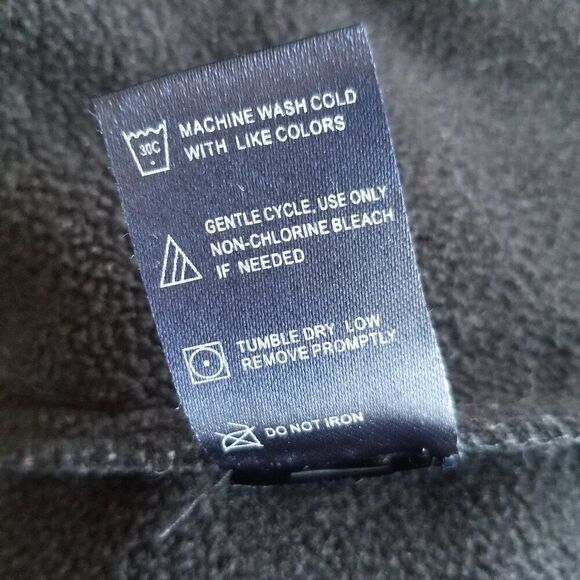 30C
MACHINE WASH COLD
WITH LIKE COLORS
GENTLE CYCLE, USE ONLY
NON-CHLORINE BLEACH
IF NEEDED
TUMBLE DRY LOW
REMOVE PROMPTLY
DO NOT IRON